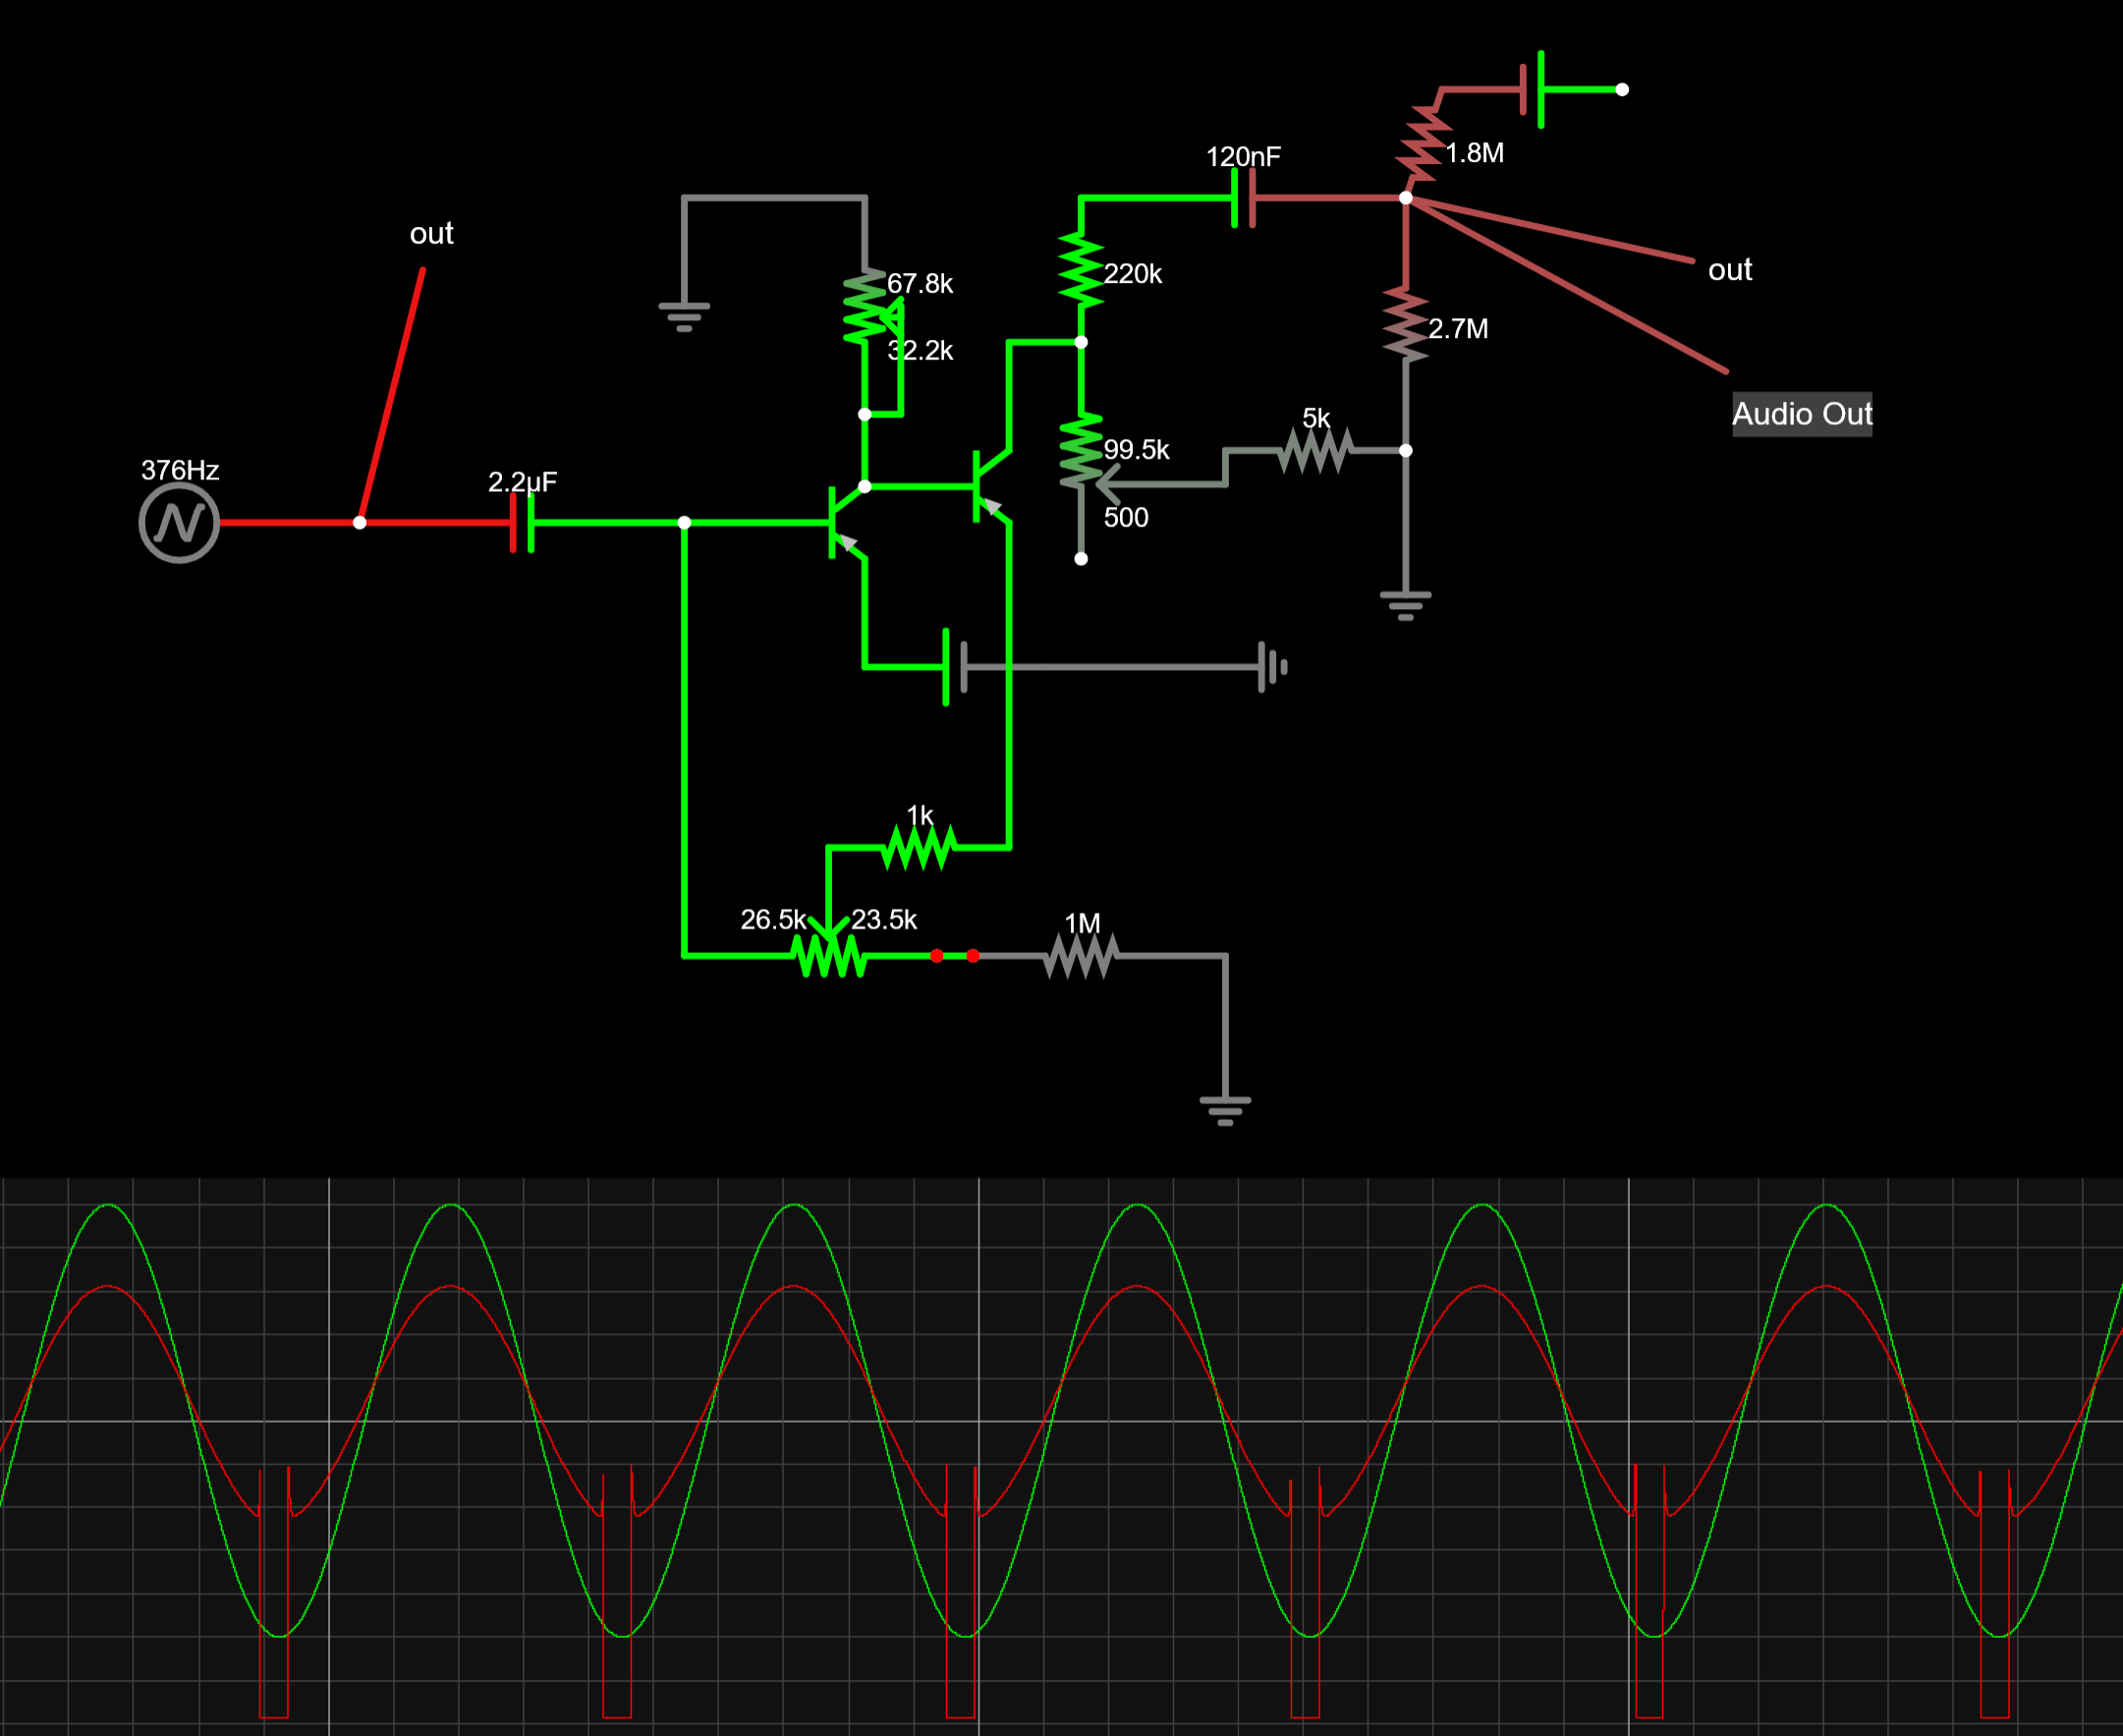 120nF
1.8M
out
67.8k
220k
out
32.2k
2.7M
Audio Out
5k
99.5k
376Hz
2.2μF
500
1k
26.5k
23.5k
1M